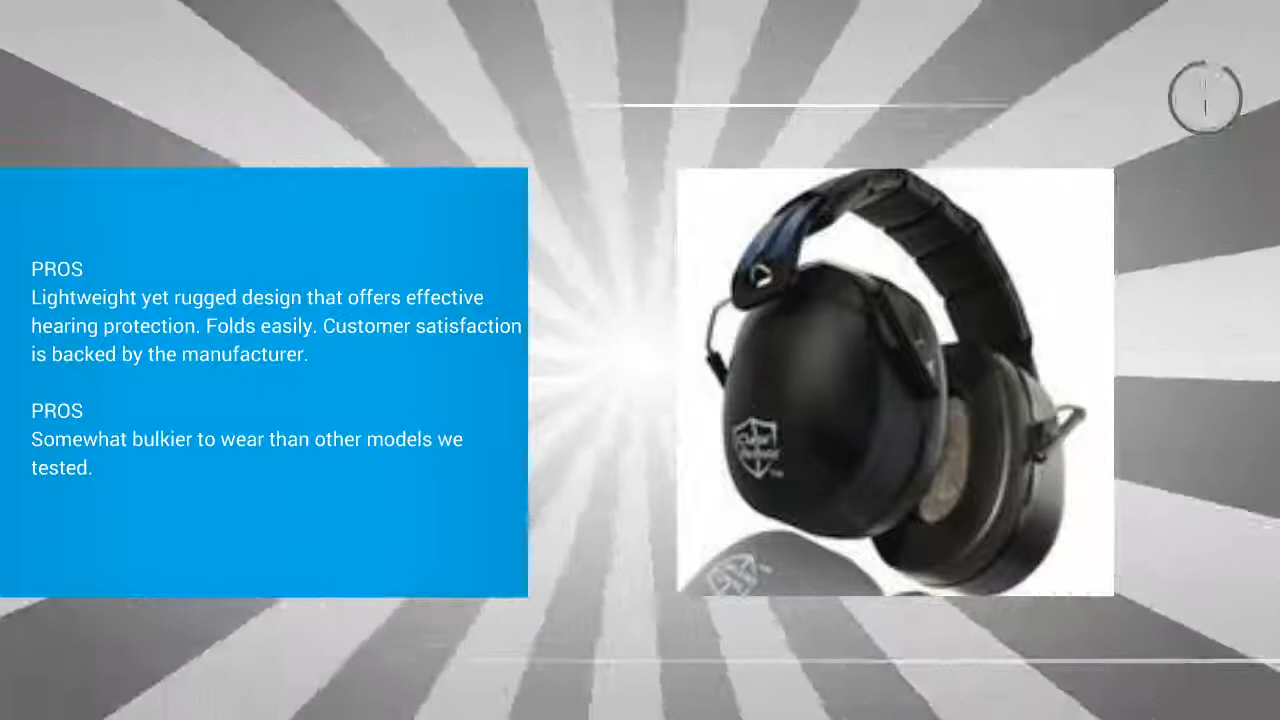 PROS
Lightweight yet rugged design that offers effective
hearing protection. Folds easily. Customer satisfaction
is backed by the manufacturer.
PROS
Somewhat bulkier to wear than other models we
tested.